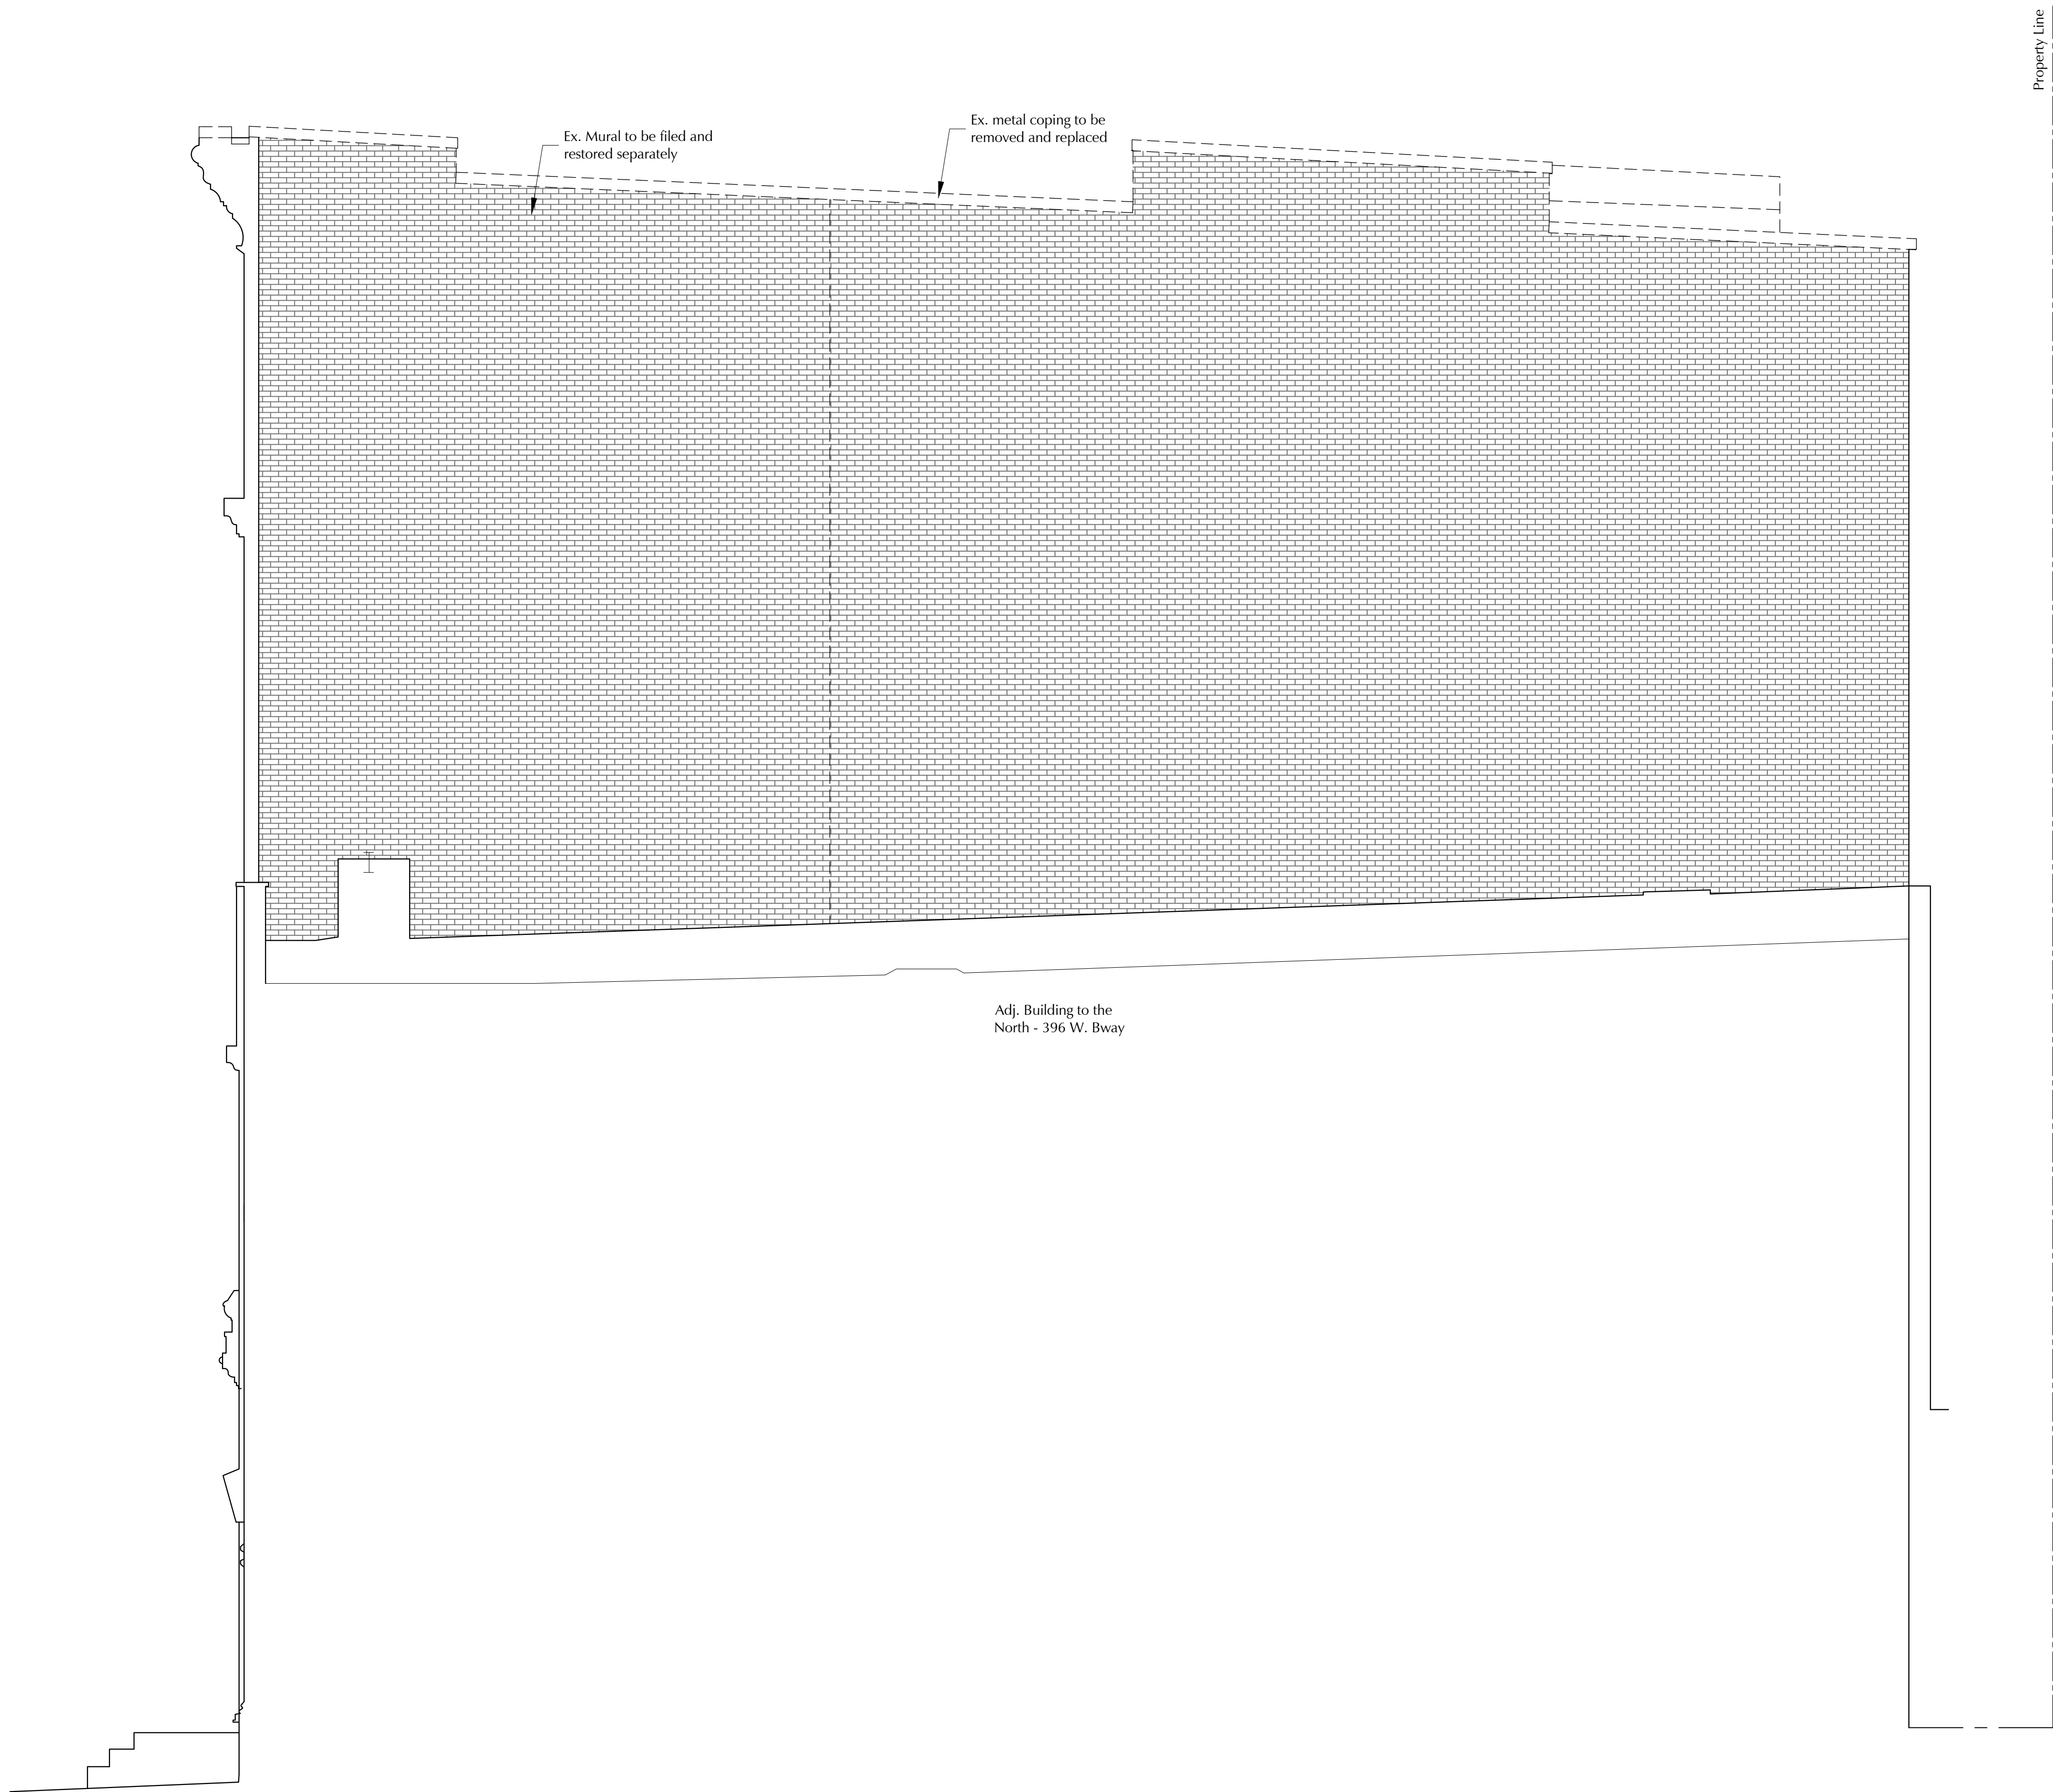 Property Line
Ex. Mural to be filed and
restored separately
Ex. metal coping to be
removed and replaced
Adj. Building to the
North - 396 W. Bway